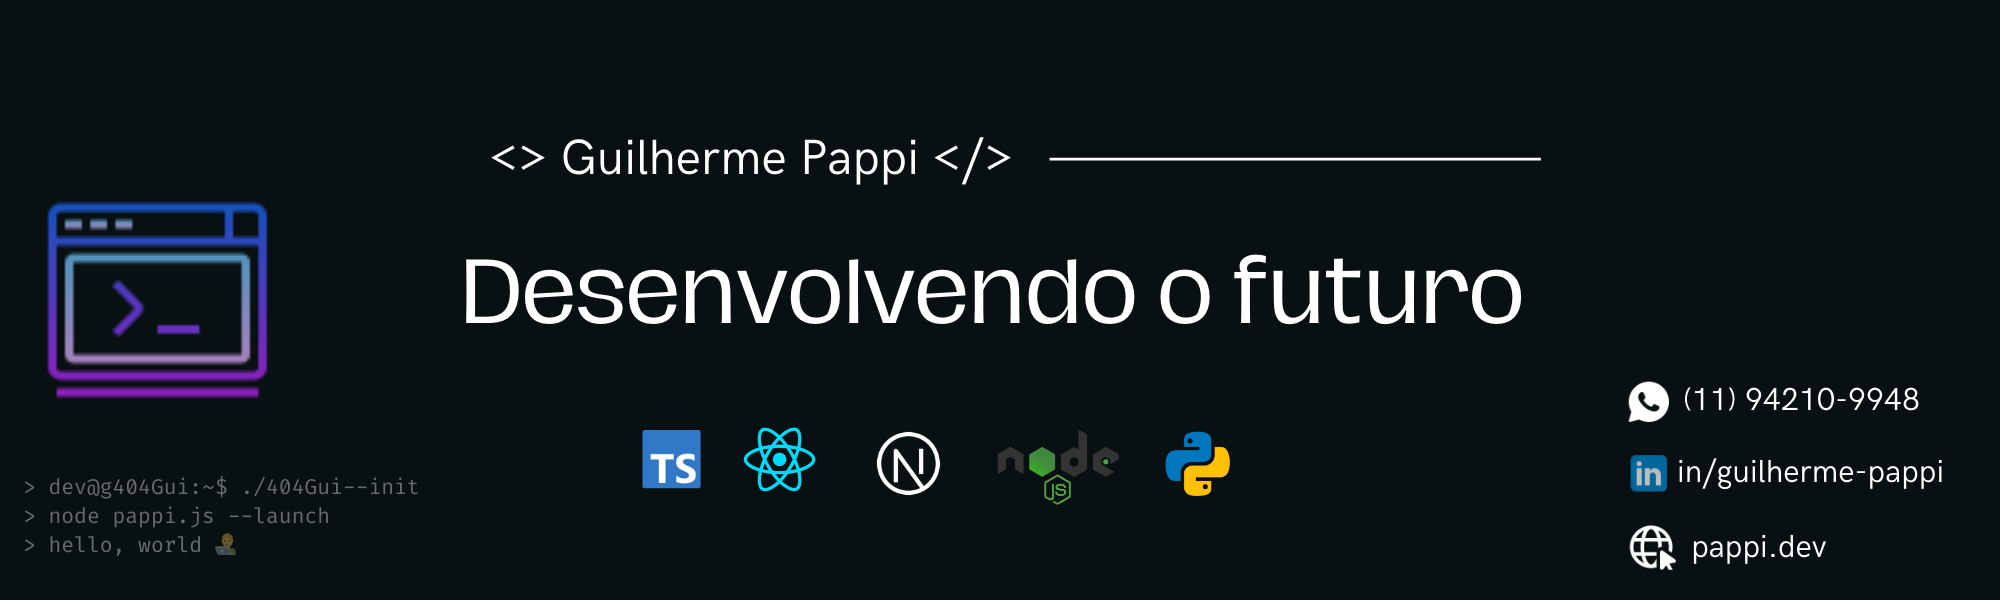 <> Guilherme Pappi </>
Desenvolvendo o futuro
TS
N
node
JS
(11) 94210-9948
in in/guilherme-pappi
pappi.dev
> dev@g404Gui:~$ ./404Gui--init
> node pappi.js --launch
> hello, world 👨‍💻